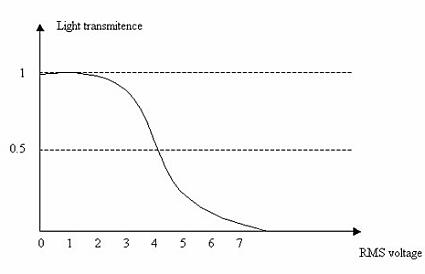 Light transmitence
1
0.5
0 1 2 3 4 5 6 7
RMS voltage